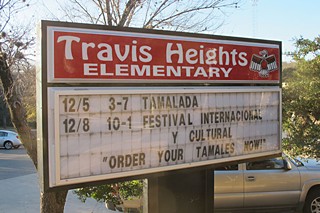 Travis Heights
ELEMENTARY
12/5 3-7 TAMALADA
12/8 10-1 FESTIVAL INTERNACIONAL
Y CULTURAL
"ORDER YOUR TAMALES NOW!"